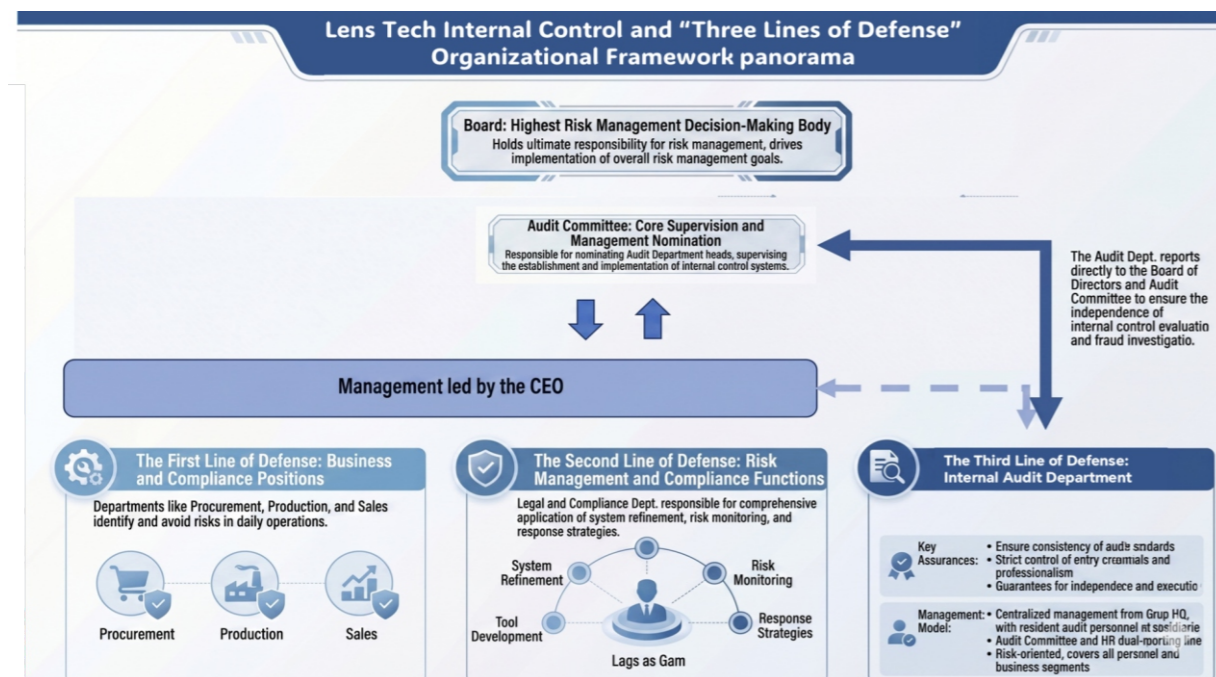 Lens Tech Internal Control and “Three Lines of Defense”
Organizational Framework panorama
Board: Highest Risk Management Decision-Making Body
Holds ultimate responsibility for risk management, drives
implementation of overall risk management goals.
Audit Committee: Core Supervision and
Management Nomination
Responsible for nominating Audit Department heads, supervising
the establishment and implementation of internal control systems.
The Audit Dept. reports
directly to the Board of
Directors and Audit
Committee to ensure the
independence of
internal control evaluatio
and fraud investigatio.
Management led by the CEO
The First Line of Defense: Business
and Compliance Positions
Departments like Procurement, Production, and Sales
identify and avoid risks in daily operations.
Procurement
Production
Sales
The Second Line of Defense: Risk
Management and Compliance Functions
Legal and Compliance Dept. responsible for comprehensive
application of system refinement, risk monitoring, and
response strategies.
System
Refinement
Risk
Monitoring
Tool
Development
Response
Strategies
Lags as Gam
The Third Line of Defense:
Internal Audit Department
Key
Assurances:
• Ensure consistency of audit
• Strict control of entry and
professionalism
• Guarantees for and executio
Management
Model:
• Centralized management from Grup HQ,
with resident audit personnel
• Audit Committee and HR line
• Risk-oriented, covers all personnel and
business segments